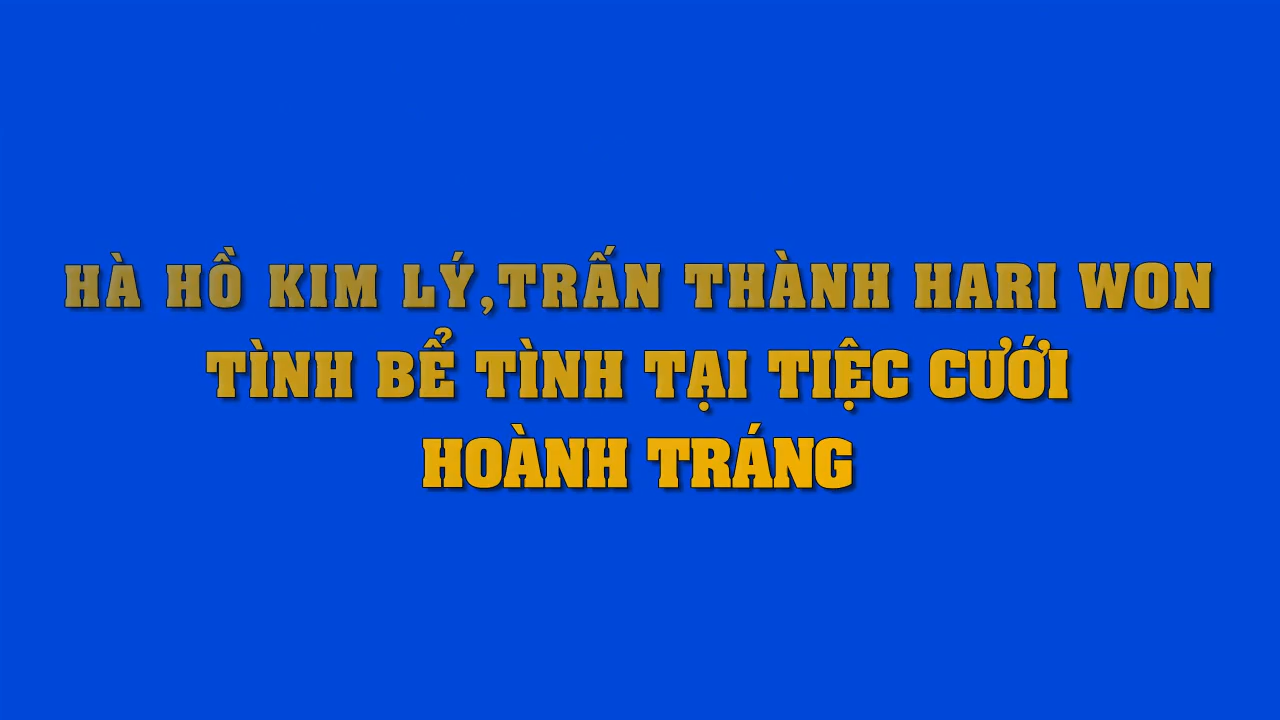 HÀ HỒ KIM LÝ,TRẤN THÀNH HARI WON
TÌNH BỂ TÌNH TẠI TIỆC CƯỚI
HOÀNH TRÁNG